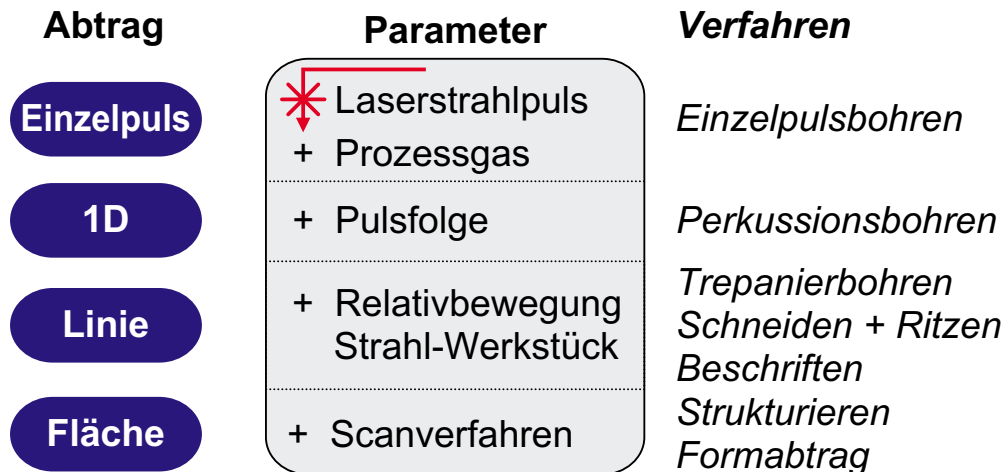 Abtrag Parameter Verfahren
Einzelpuls Laserstrahlpuls Einzelpulsbohren
+ Prozessgas
1D + Pulsfolge Perkussionsbohren
Linie + Relativbewegung Trepanierbohren
Strahl-Werkstück Schneiden + Ritzen
Beschriften
Fläche + Scanverfahren Strukturieren
Formabtrag